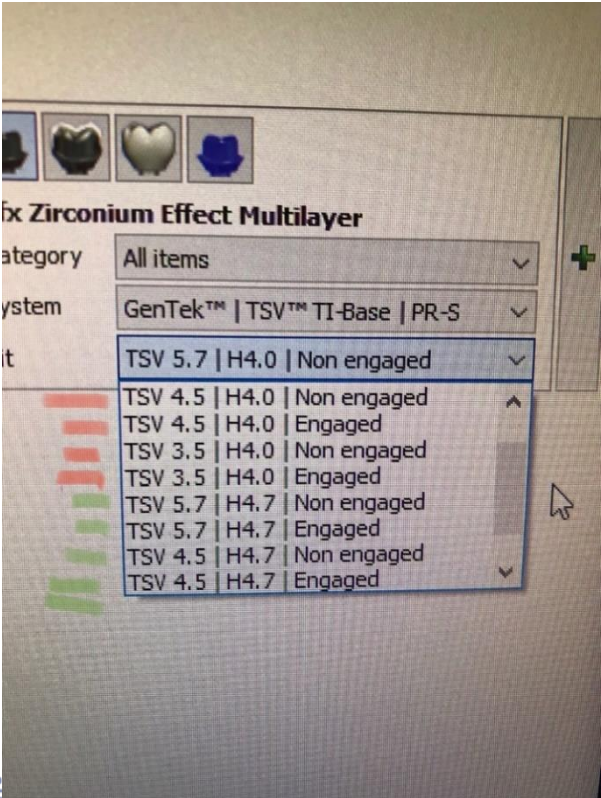 fx Zirconium Effect Multilayer
ategory All items
ystem GenTek™ | TSV™ TI-Base | PR-S
it TSV 5.7 | H4.0 | Non engaged
TSV 4.5 | H4.0 | Non engaged
TSV 4.5 | H4.0 | Engaged
TSV 3.5 | H4.0 | Non engaged
TSV 3.5 | H4.0 | Engaged
TSV 5.7 | H4.7 | Non engaged
TSV 5.7 | H4.7 | Engaged
TSV 4.5 | H4.7 | Non engaged
TSV 4.5 | H4.7 | Engaged